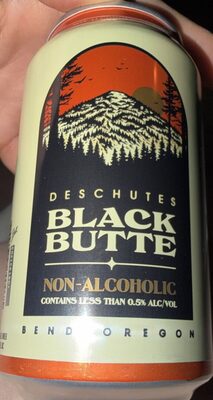 DESCHUTES
BLACK
BUTTE
NON-ALCOHOLIC
CONTAINS LESS THAN 0.5% ALC/VOL
BEND, OREGON